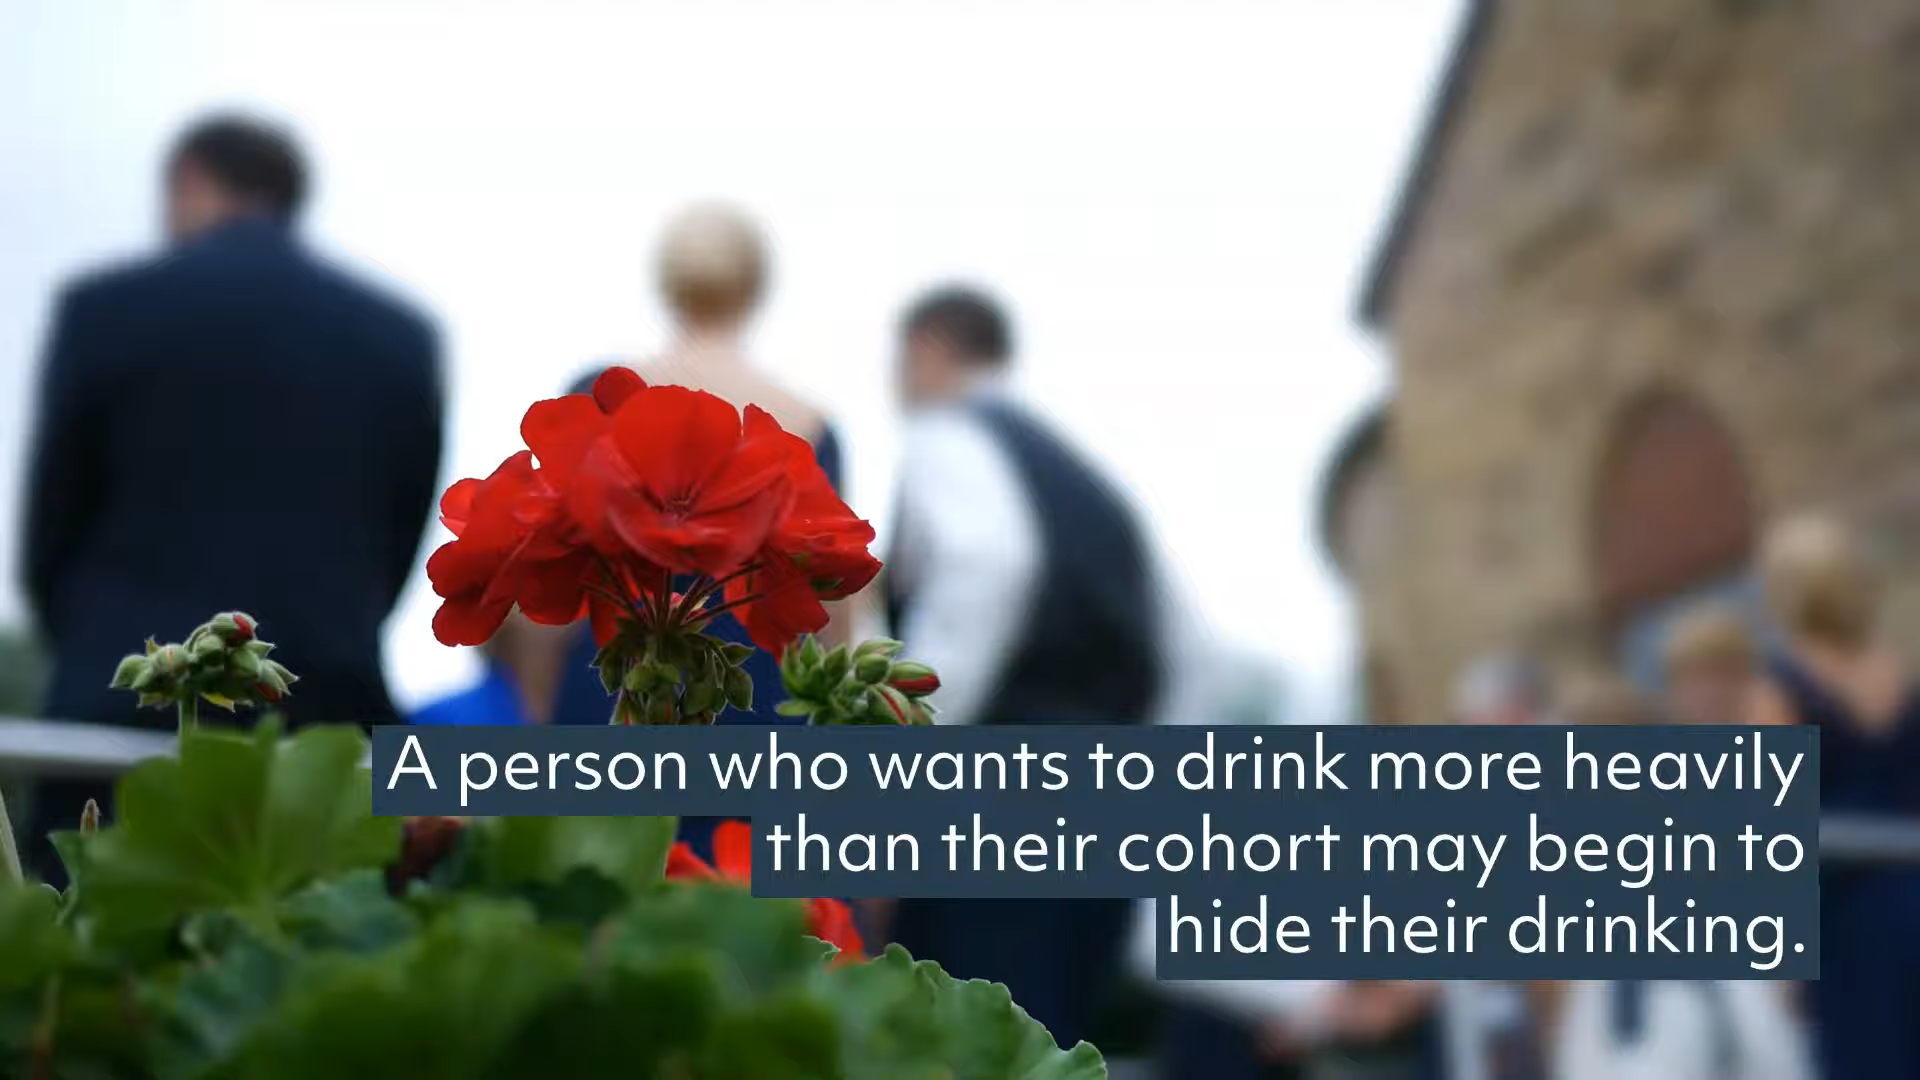 A person who wants to drink more heavily
than their cohort may begin to
hide their drinking.